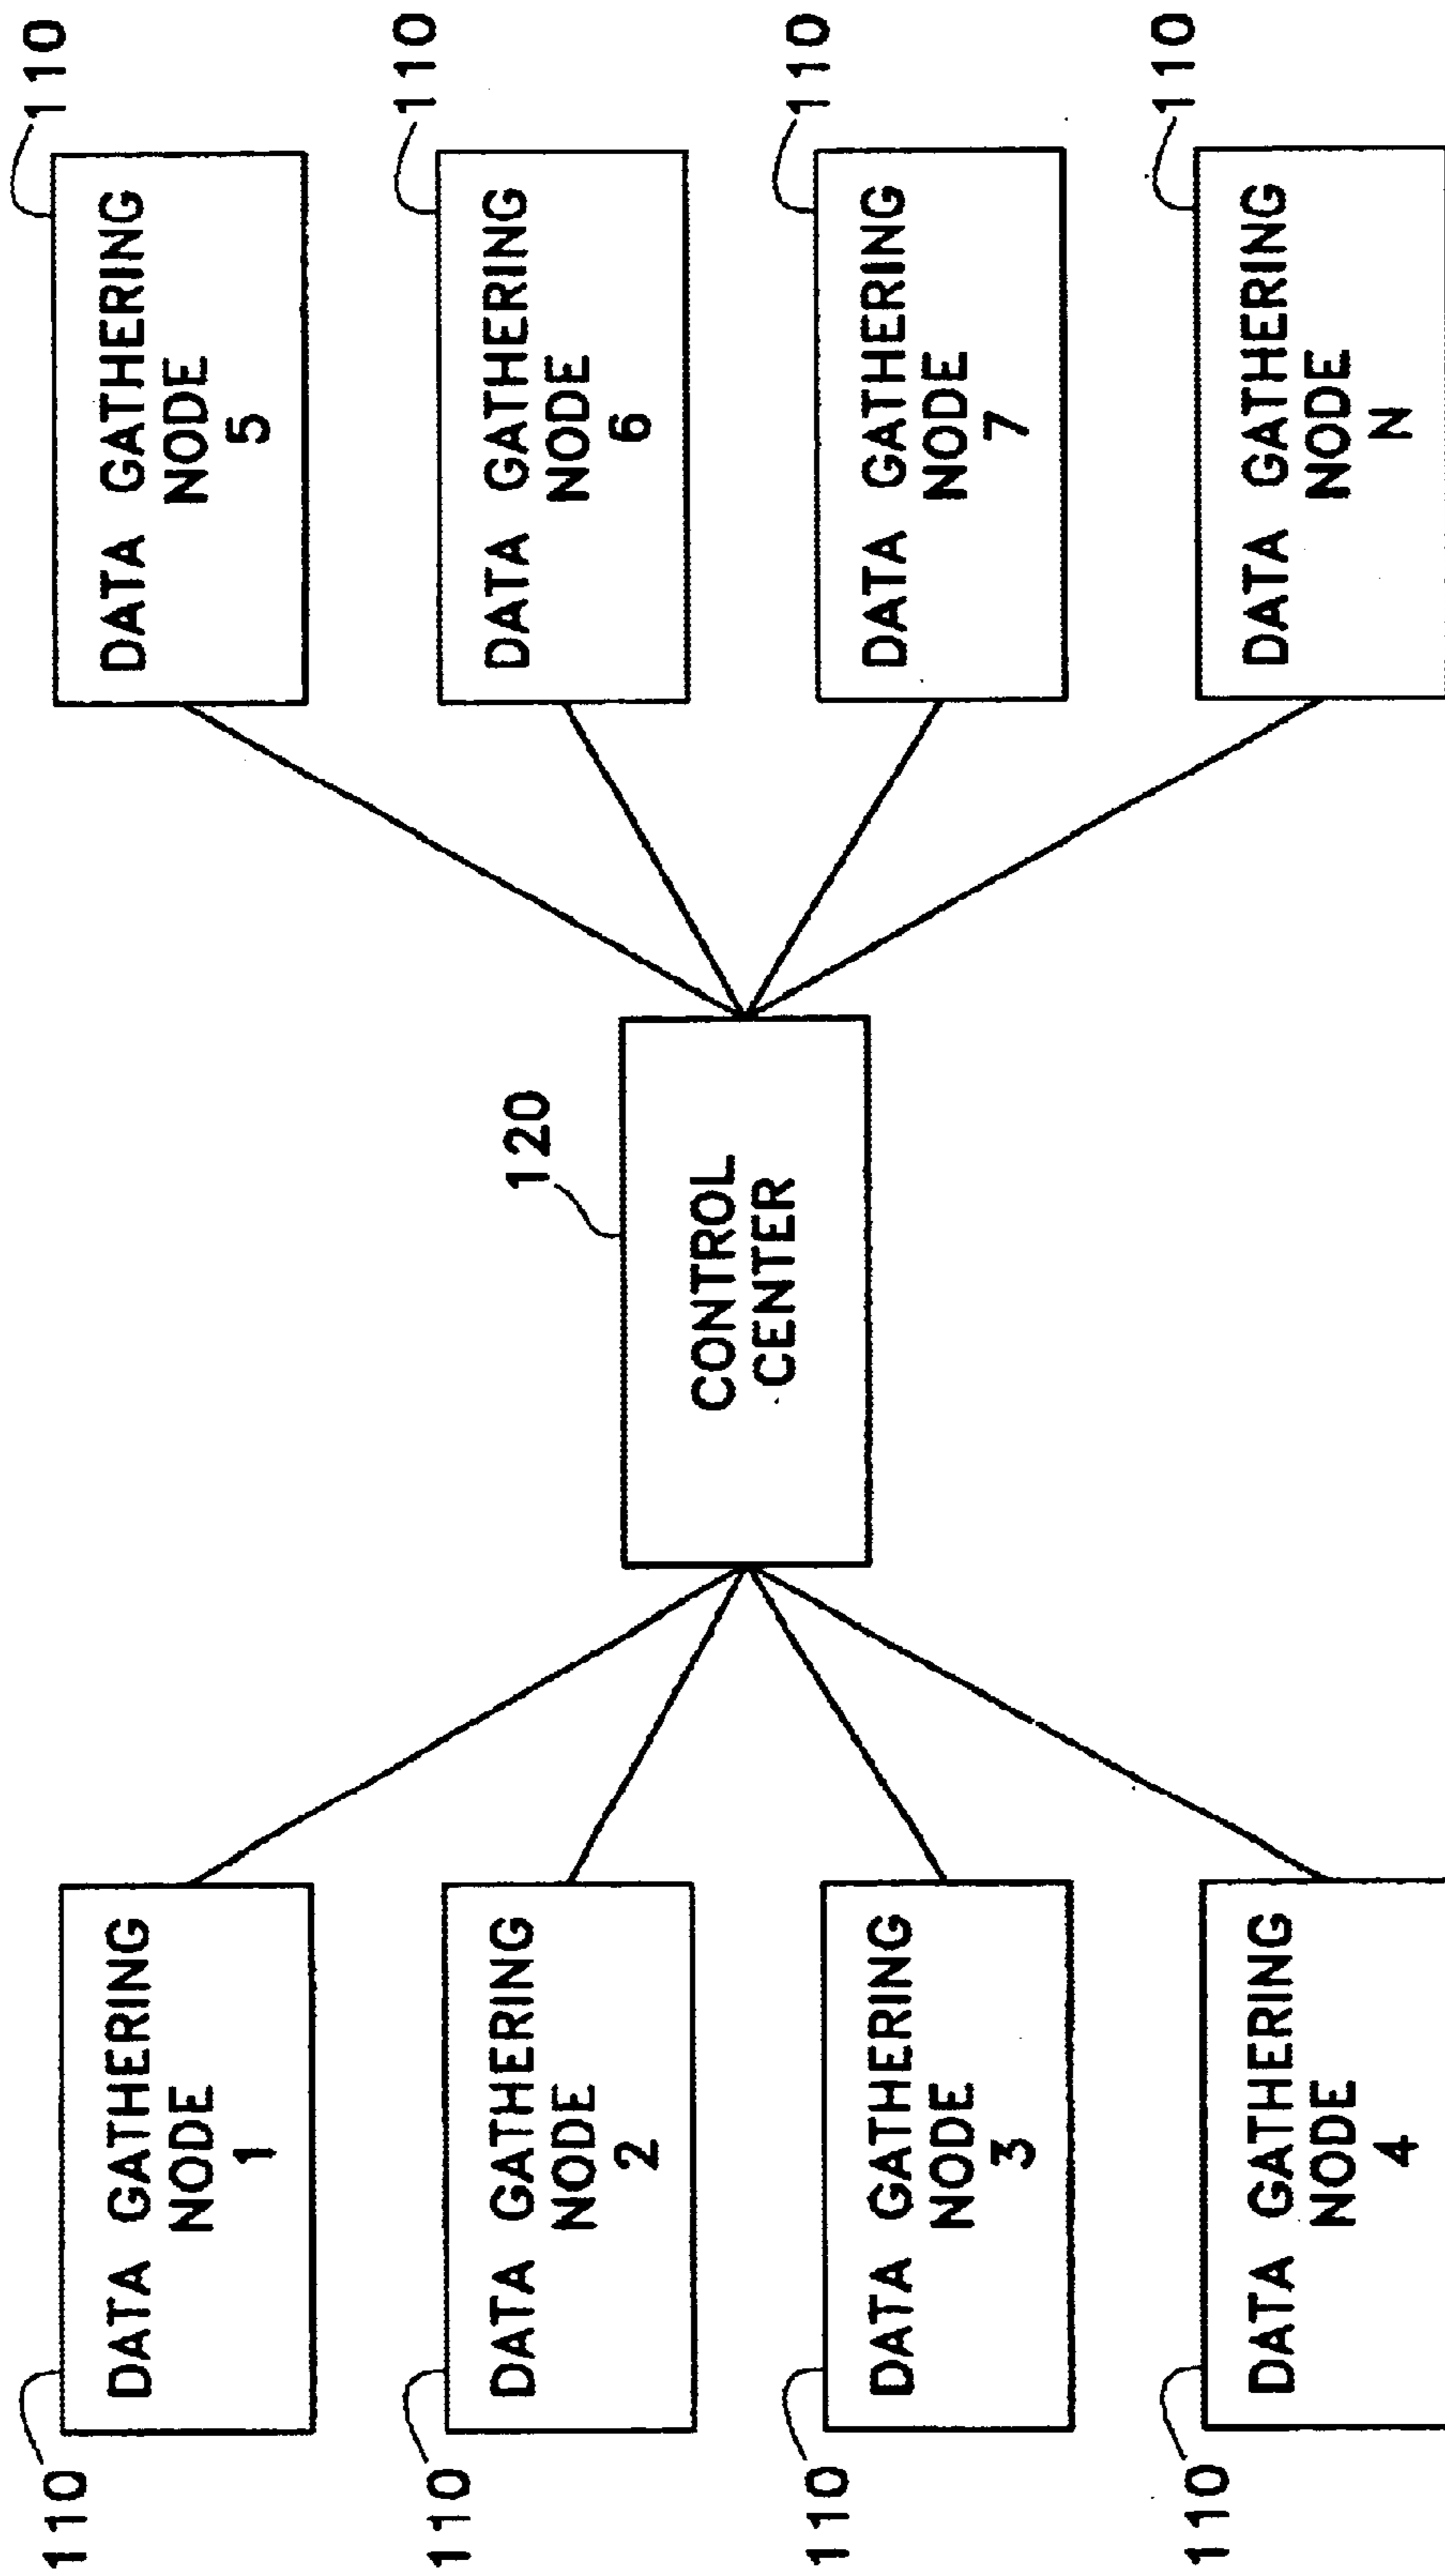 110
DATA GATHERING
NODE
1
110
DATA GATHERING
NODE
2
110
DATA GATHERING
NODE
3
110
DATA GATHERING
NODE
4
120
CONTROL
CENTER
110
DATA GATHERING
NODE
5
110
DATA GATHERING
NODE
6
110
DATA GATHERING
NODE
7
110
DATA GATHERING
NODE
N